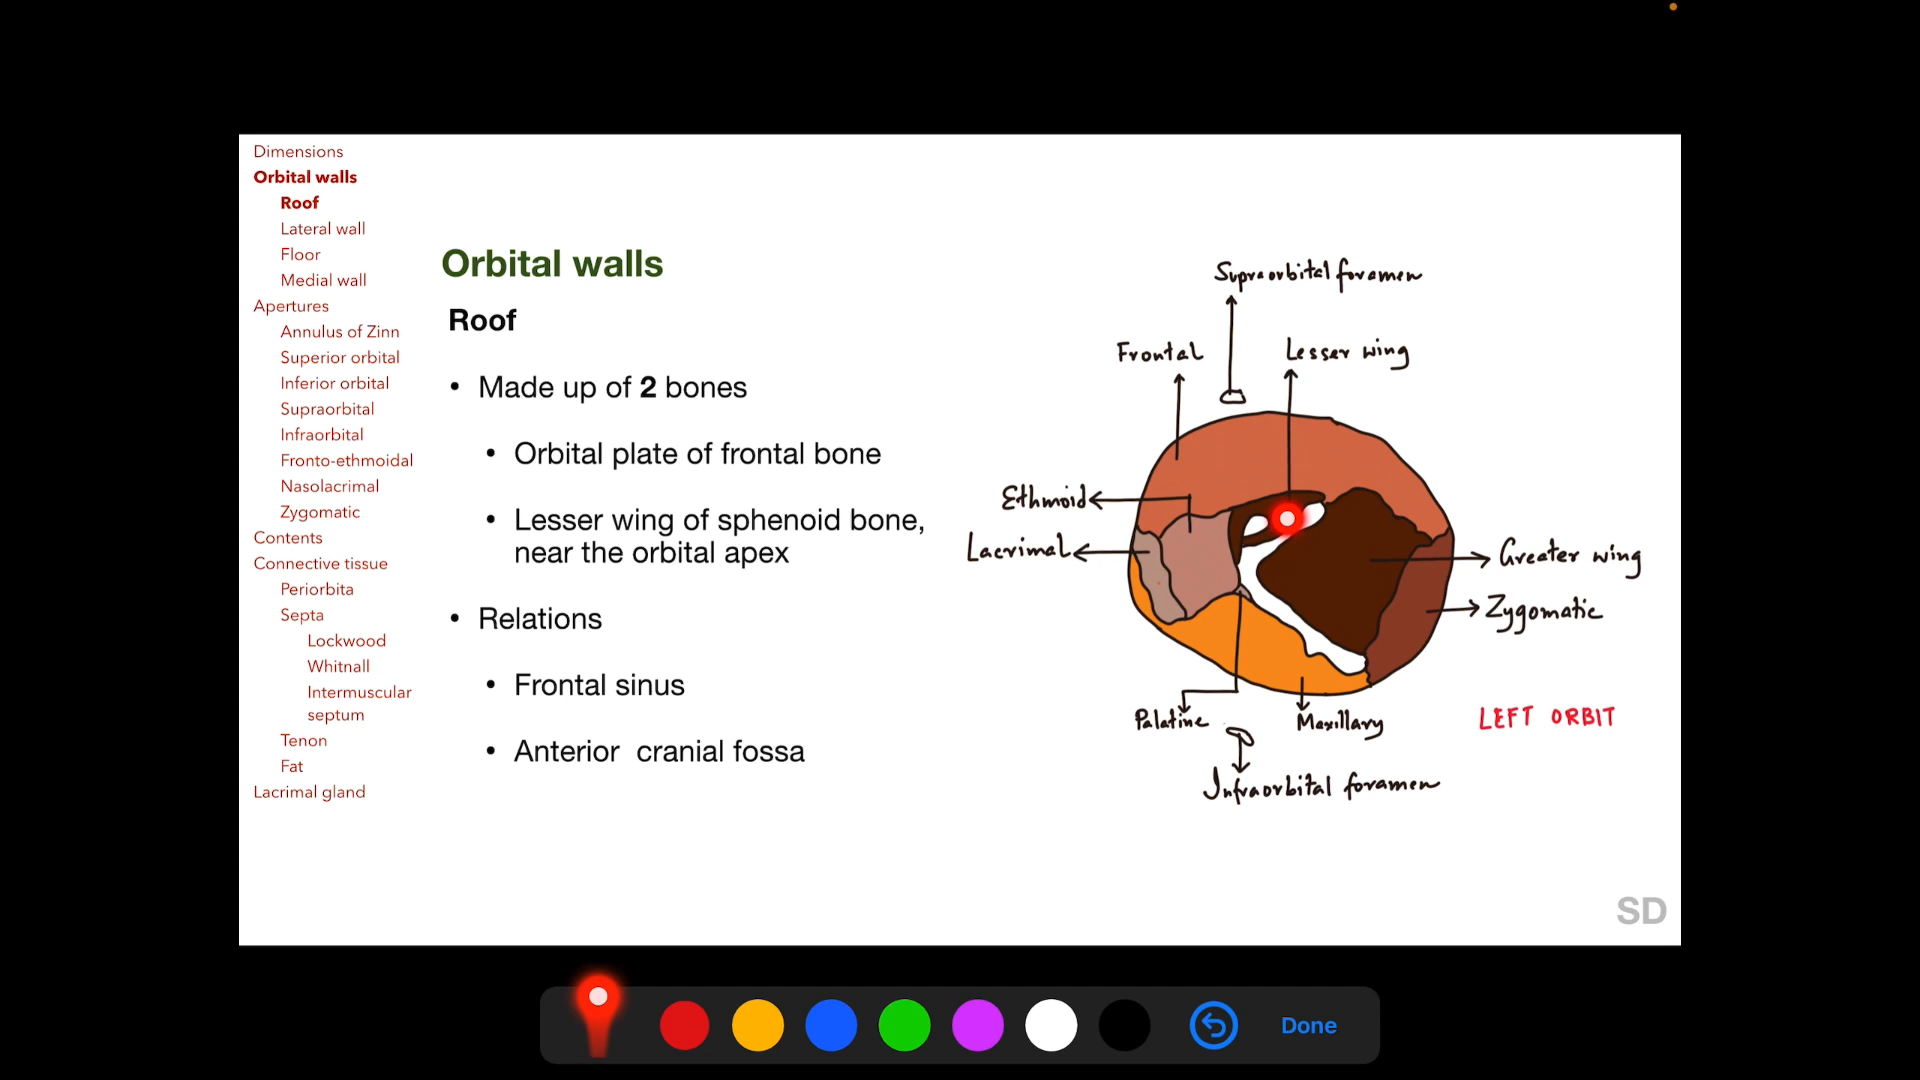 Dimensions
Orbital walls
Roof
Lateral wall
Floor
Medial wall
Apertures
Annulus of Zinn
Superior orbital
Inferior orbital
Supraorbital
Infraorbital
Fronto-ethmoidal
Nasolacrimal
Zygomatic
Contents
Connective tissue
Periorbita
Septa
Lockwood
Whitnall
Intermuscular
septum
Tenon
Fat
Lacrimal gland
Orbital walls
Roof
• Made up of 2 bones
• Orbital plate of frontal bone
• Lesser wing of sphenoid bone,
near the orbital apex
• Relations
• Frontal sinus
• Anterior cranial fossa
Supraorbital foramen
Frontal
Lesser wing
Ethmoid
Lacrimal
Greater wing
Zygomatic
Palatine
Maxillary
LEFT ORBIT
Infraorbital foramen
SD
Done